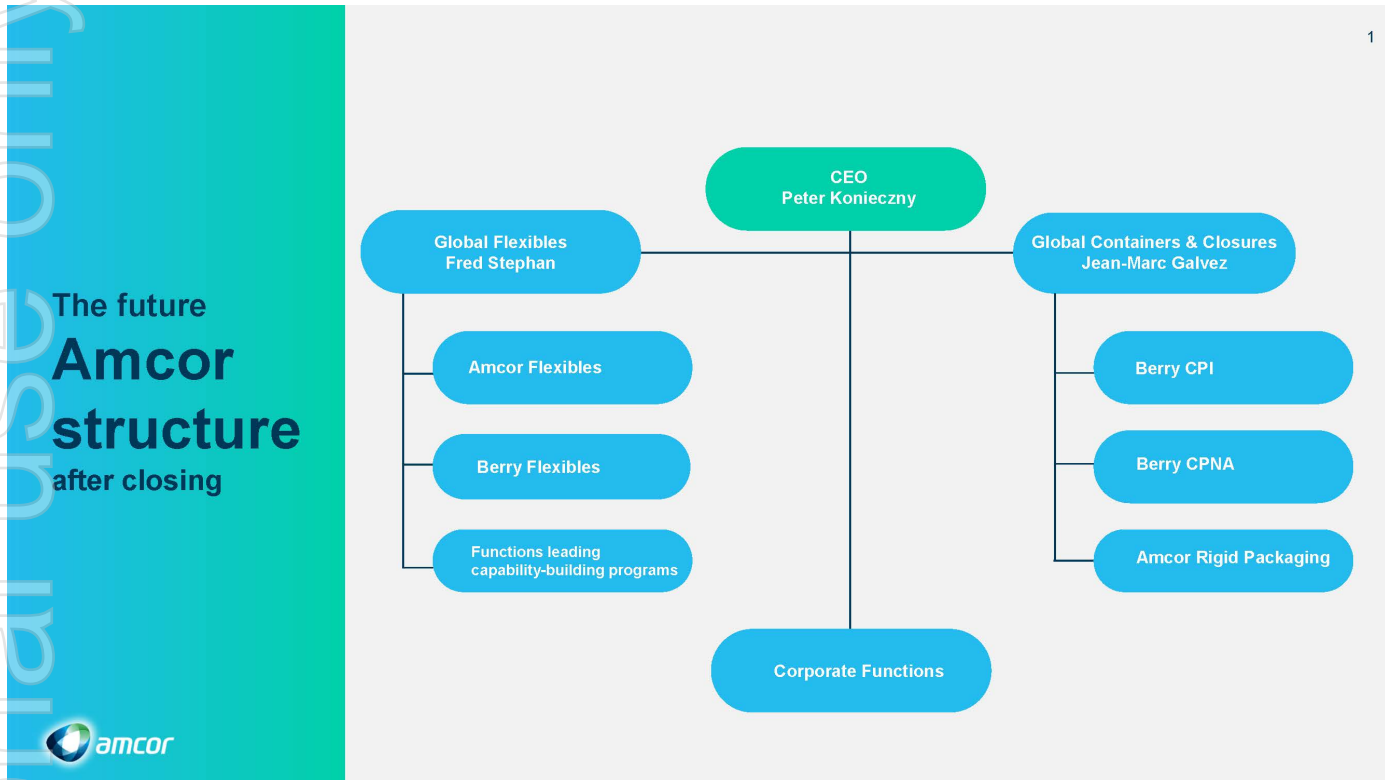 1
The future
Amcor
structure
after closing
CEO
Peter Konieczny
Global Flexibles
Fred Stephan
Global Containers & Closures
Jean-Marc Galvez
Amcor Flexibles
Berry Flexibles
Functions leading
capability-building programs
Berry CPI
Berry CPNA
Amcor Rigid Packaging
Corporate Functions
amcor
use only